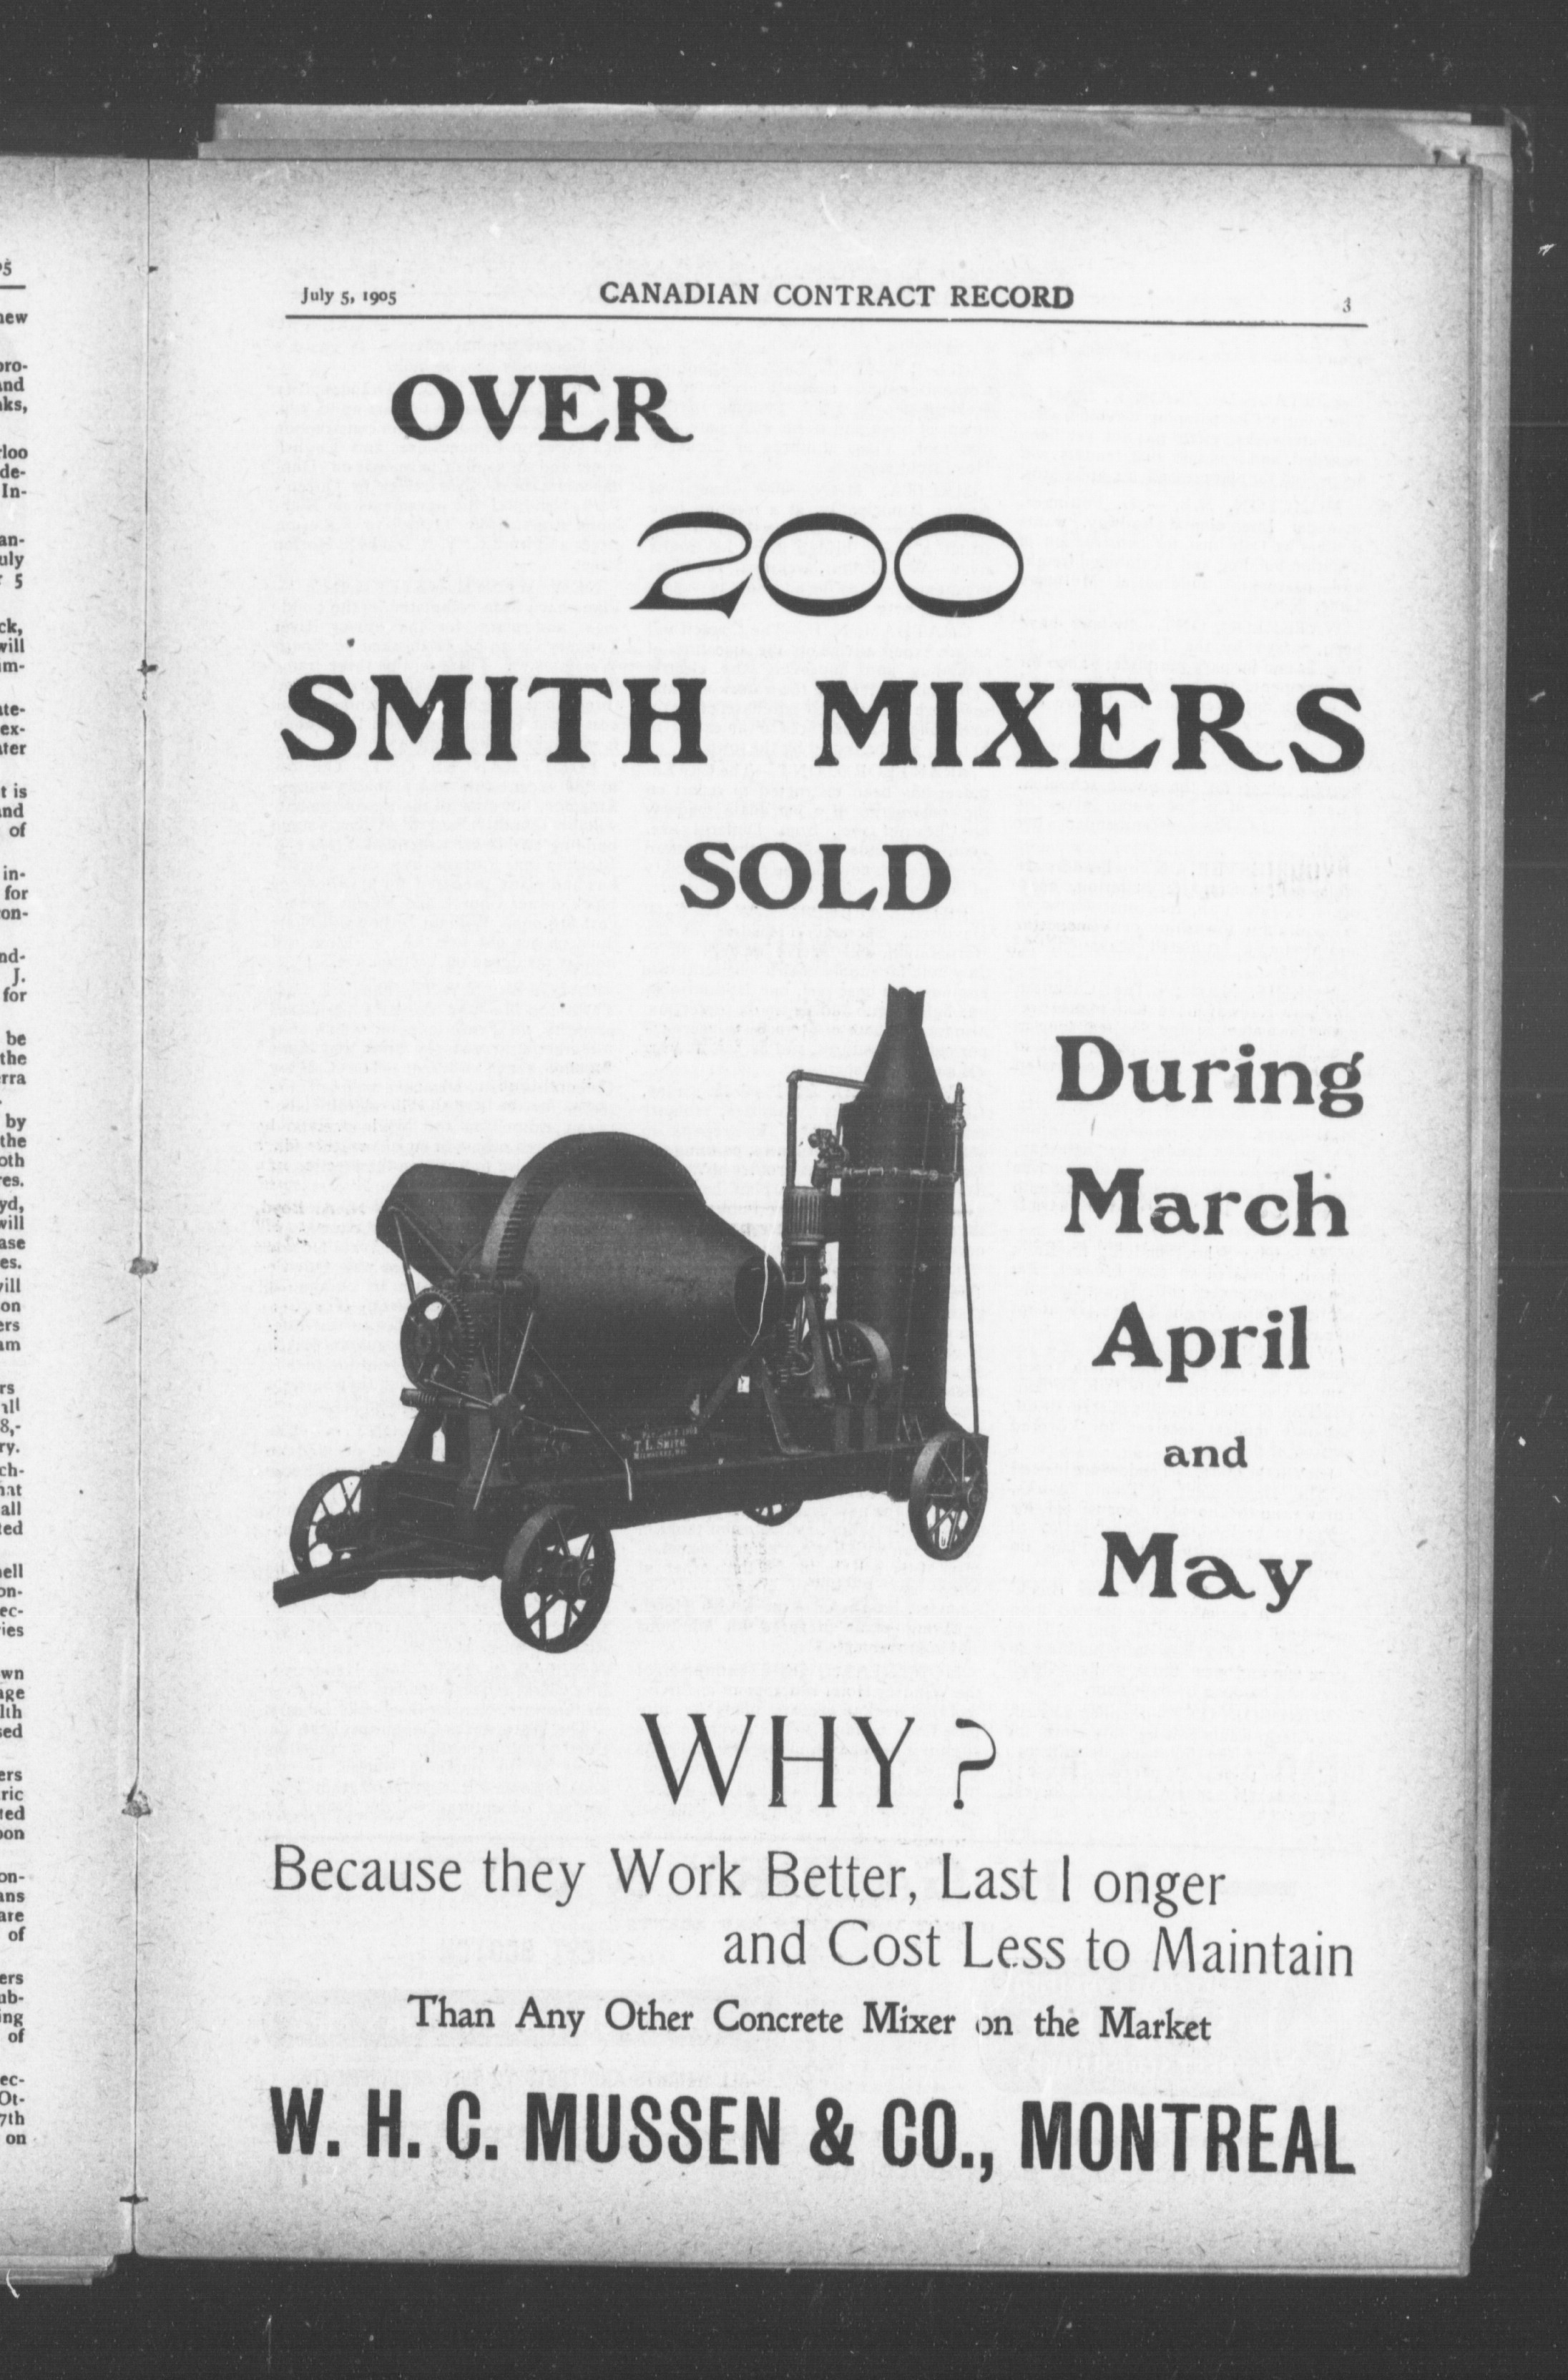 July 5, 1905 CANADIAN CONTRACT RECORD 3
OVER
200
SMITH MIXERS
SOLD
During
March
April
and
May
T. L. SMITH
WHY?
Because they Work Better, Last l onger
and Cost Less to Maintain
Than Any Other Concrete Mixer on the Market
W. H. C. MUSSEN & CO., MONTREAL